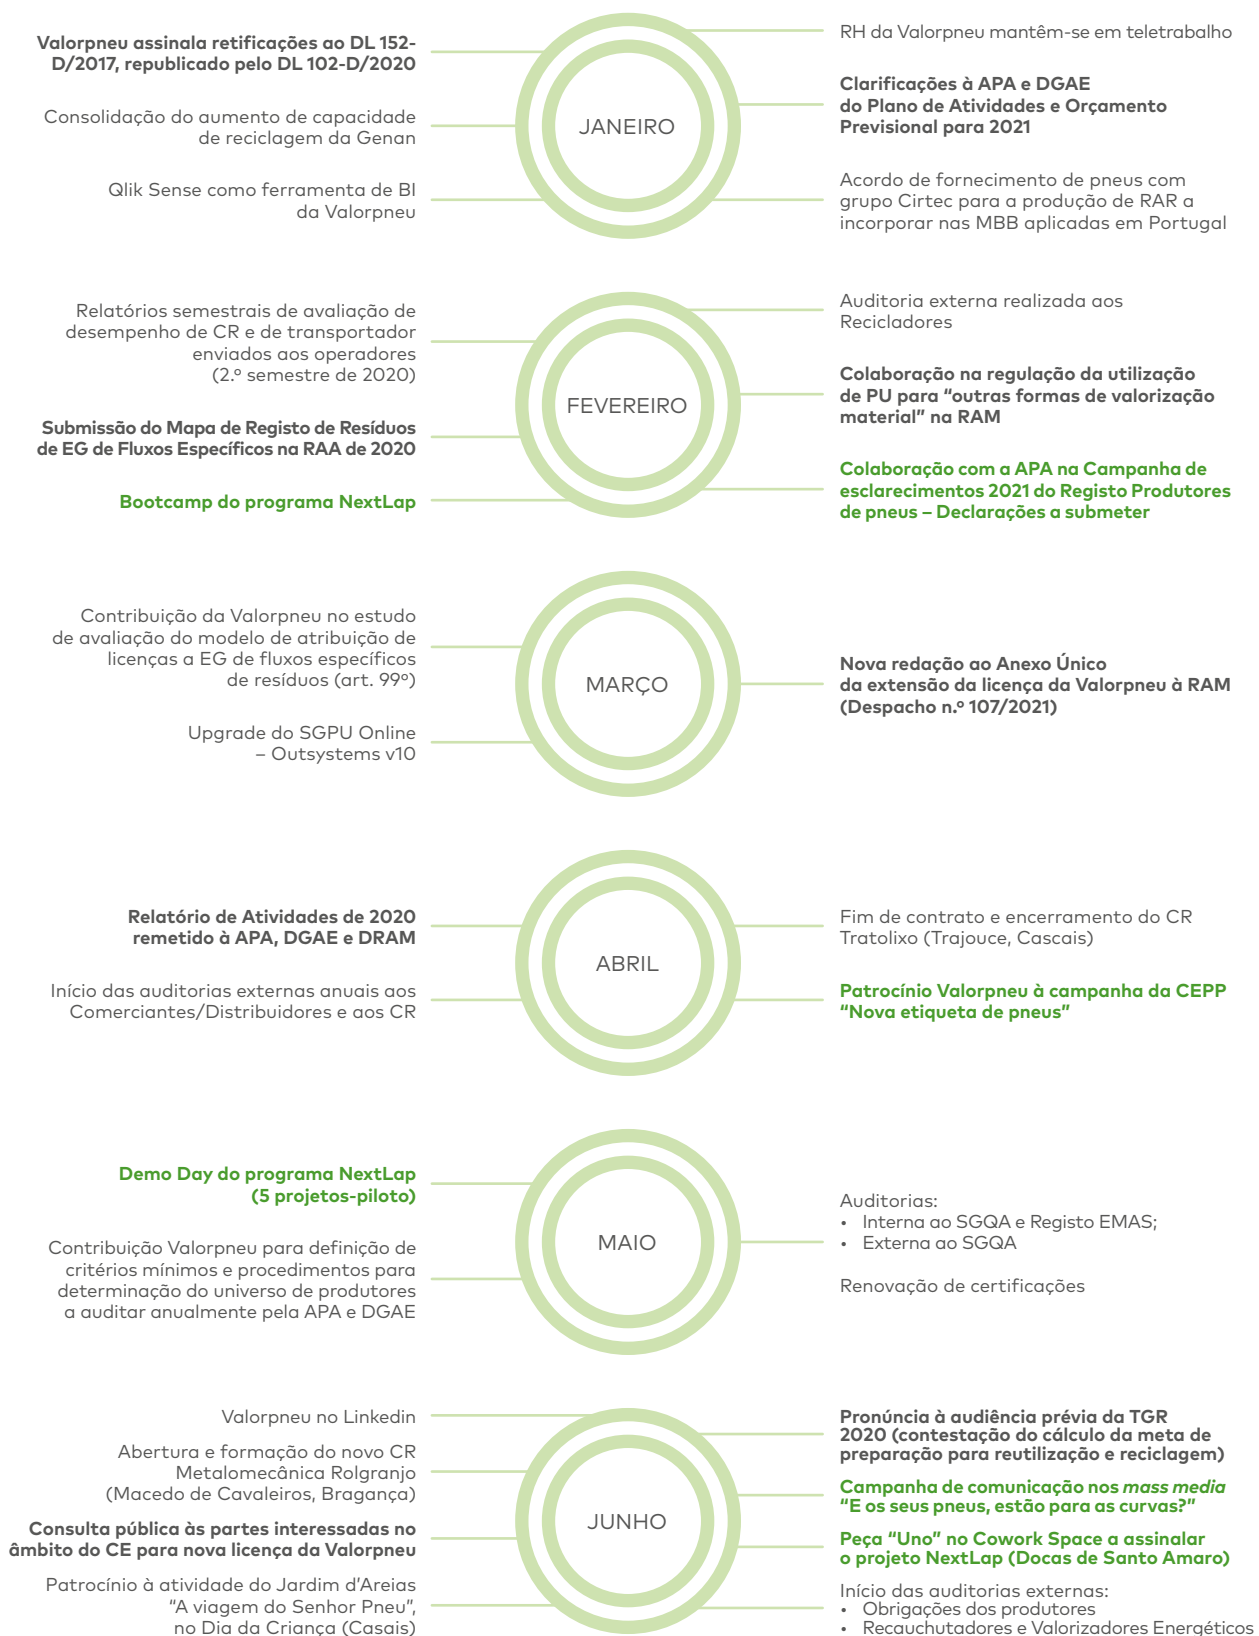 JANEIRO
Valorpneu assinala retificações ao DL 152-
D/2017, republicado pelo DL 102-D/2020
Consolidação do aumento de capacidade
de reciclagem da Genan
Qlik Sense como ferramenta de BI
da Valorpneu
RH da Valorpneu mantêm-se em teletrabalho
Clarificações à APA e DGAE
do Plano de Atividades e Orçamento
Previsional para 2021
Acordo de fornecimento de pneus com
grupo Cirtec para a produção de RAR a
incorporar nas MBB aplicadas em Portugal
FEVEREIRO
Relatórios semestrais de avaliação de
desempenho de CR e de transportador
enviados aos operadores
(2.º semestre de 2020)
Submissão do Mapa de Registo de Resíduos
de EG de Fluxos Específicos na RAA de 2020
Bootcamp do programa NextLap
Auditoria externa realizada aos
Recicladores
Colaboração na regulação da utilização
de PU para “outras formas de valorização
material” na RAM
Colaboração com a APA na Campanha de
esclarecimentos 2021 do Registo Produtores
de pneus – Declarações a submeter
MARÇO
Contribuição da Valorpneu no estudo
de avaliação do modelo de atribuição de
licenças a EG de fluxos específicos
de resíduos (art. 99º)
Upgrade do SGPU Online
– Outsystems v10
Nova redação ao Anexo Único
da extensão da licença da Valorpneu à RAM
(Despacho n.º 107/2021)
ABRIL
Relatório de Atividades de 2020
remetido à APA, DGAE e DRAM
Início das auditorias externas anuais aos
Comerciantes/Distribuidores e aos CR
Fim de contrato e encerramento do CR
Tratolixo (Trajouce, Cascais)
Patrocínio Valorpneu à campanha da CEPP
“Nova etiqueta de pneus”
MAIO
Demo Day do programa NextLap
(5 projetos-piloto)
Contribuição Valorpneu para definição de
critérios mínimos e procedimentos para
determinação do universo de produtores
a auditar anualmente pela APA e DGAE
Auditorias:
• Interna ao SGQA e Registo EMAS;
• Externa ao SGQA
Renovação de certificações
JUNHO
Valorpneu no Linkedin
Abertura e formação do novo CR
Metalomecânica Rolgranjo
(Macedo de Cavaleiros, Bragança)
Consulta pública às partes interessadas no
âmbito do CE para nova licença da Valorpneu
Patrocínio à atividade do Jardim d’Areias
“A viagem do Senhor Pneu”,
no Dia da Criança (Casais)
Pronúncia à audiência prévia da TGR
2020 (contestação do cálculo da meta de
preparação para reutilização e reciclagem)
Campanha de comunicação nos mass media
“E os seus pneus, estão para as curvas?”
Peça “Uno” no Cowork Space a assinalar
o projeto NextLap (Docas de Santo Amaro)
Início das auditorias externas:
• Obrigações dos produtores
• Recauchutadores e Valorizadores Energéticos